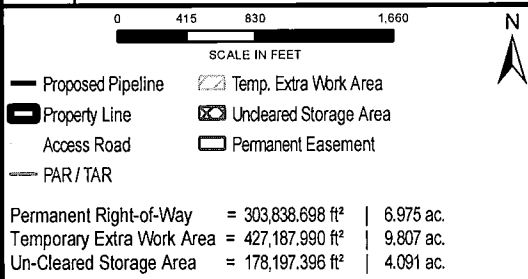 0 415 830 1,660
SCALE IN FEET
N
Proposed Pipeline Temp. Extra Work Area
Property Line Uncleared Storage Area
Access Road Permanent Easement
PAR / TAR
Permanent Right-of-Way = 303,838.698 ft² | 6.975 ac.
Temporary Extra Work Area = 427,187.990 ft² | 9.807 ac.
Un-Cleared Storage Area = 178,197.396 ft² | 4.091 ac.